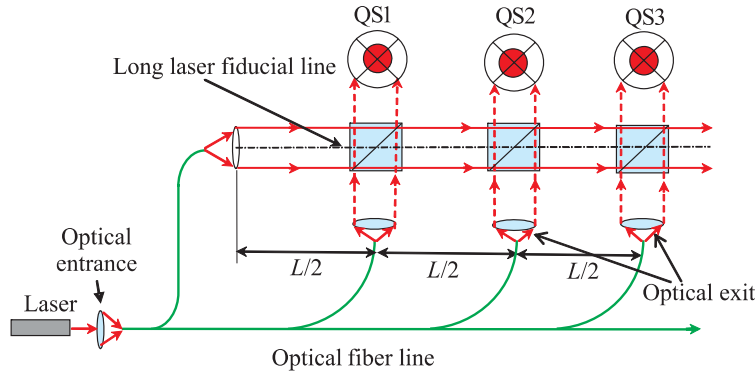 QS1
QS2
QS3
Long laser fiducial line
Optical
entrance
L/2
L/2
L/2
Laser
Optical exit
Optical fiber line